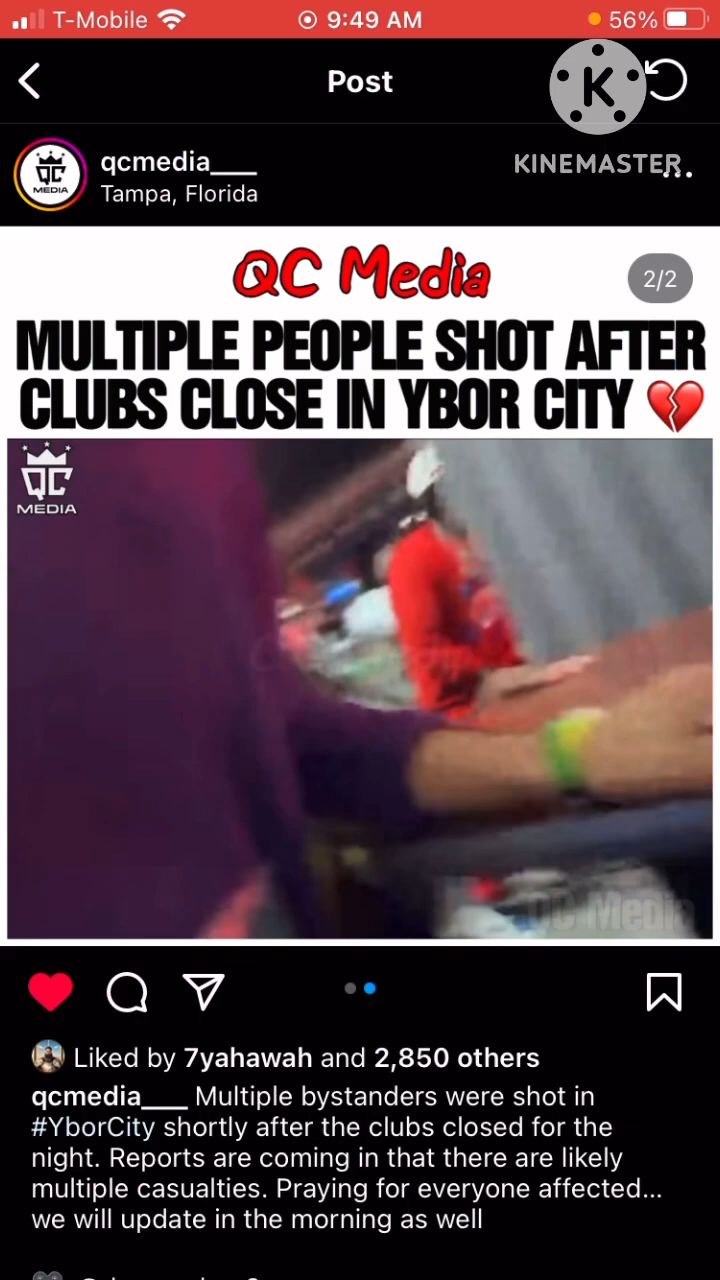 T-Mobile 9:49 AM 56%
Post
K
KINEMASTER
QC
MEDIA
qcmedia___
Tampa, Florida
QC Media
2/2
MULTIPLE PEOPLE SHOT AFTER
CLUBS CLOSE IN YBOR CITY 💔
QC
MEDIA
QC Media
Liked by 7yahawah and 2,850 others
qcmedia___ Multiple bystanders were shot in
#YborCity shortly after the clubs closed for the
night. Reports are coming in that there are likely
multiple casualties. Praying for everyone affected...
we will update in the morning as well